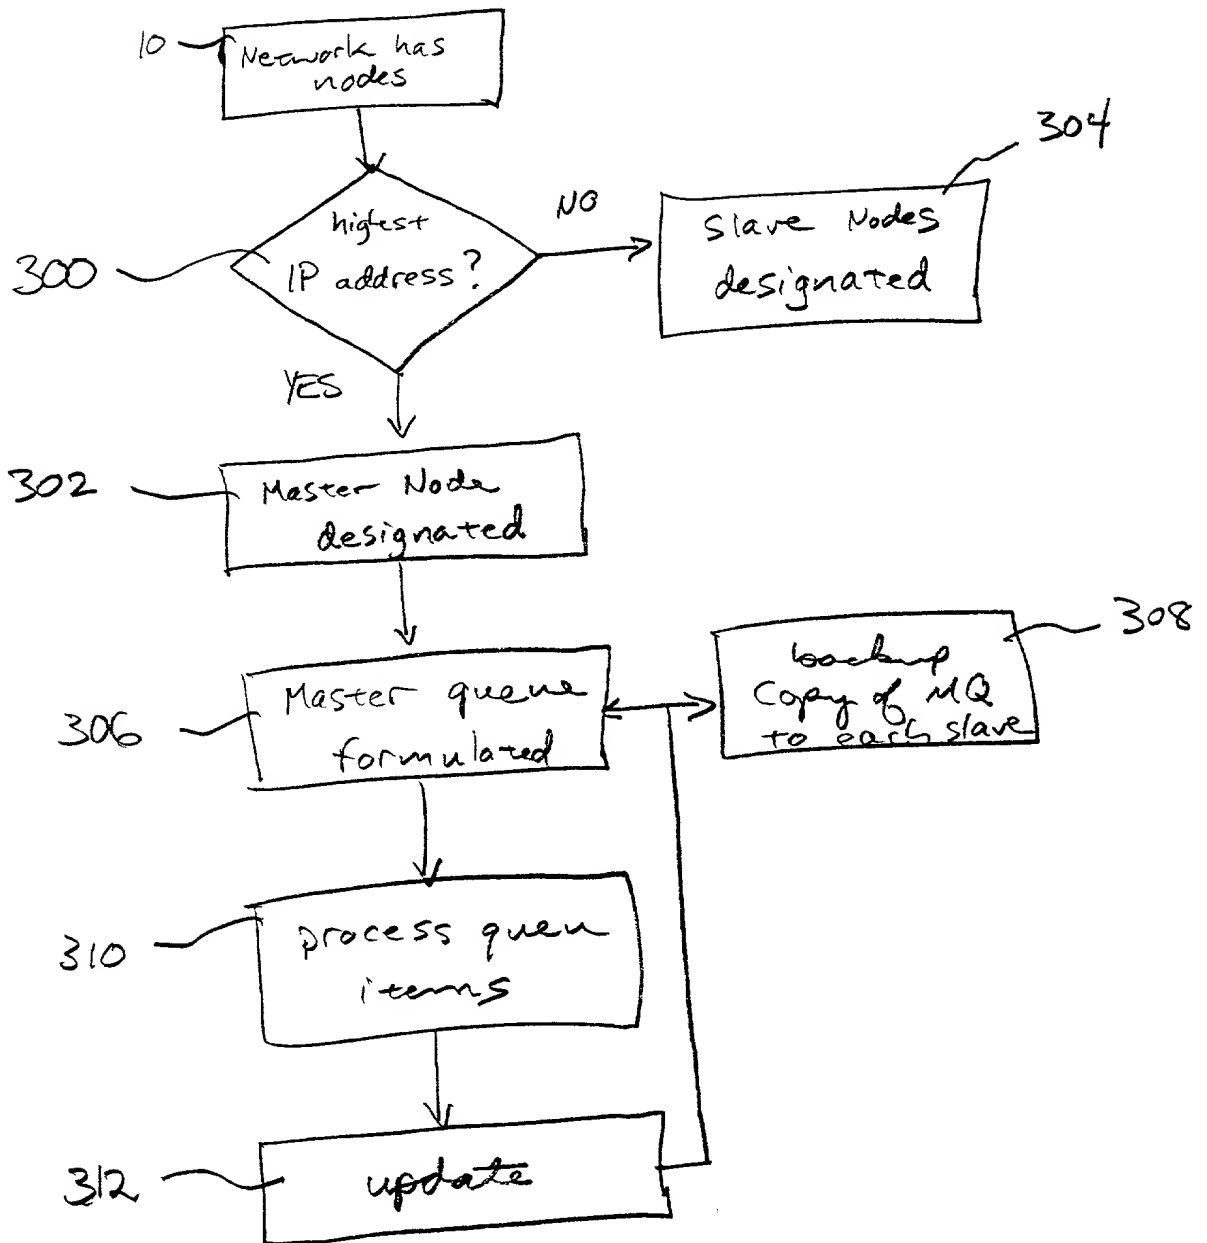 10
Network has
nodes
304
NO
highest
IP address?
300
Slave Nodes
designated
YES
302
Master Node
designated
308
backup
Copy of MQ
to each slave
306
Master queue
formulated
310
process queu
items
312
update